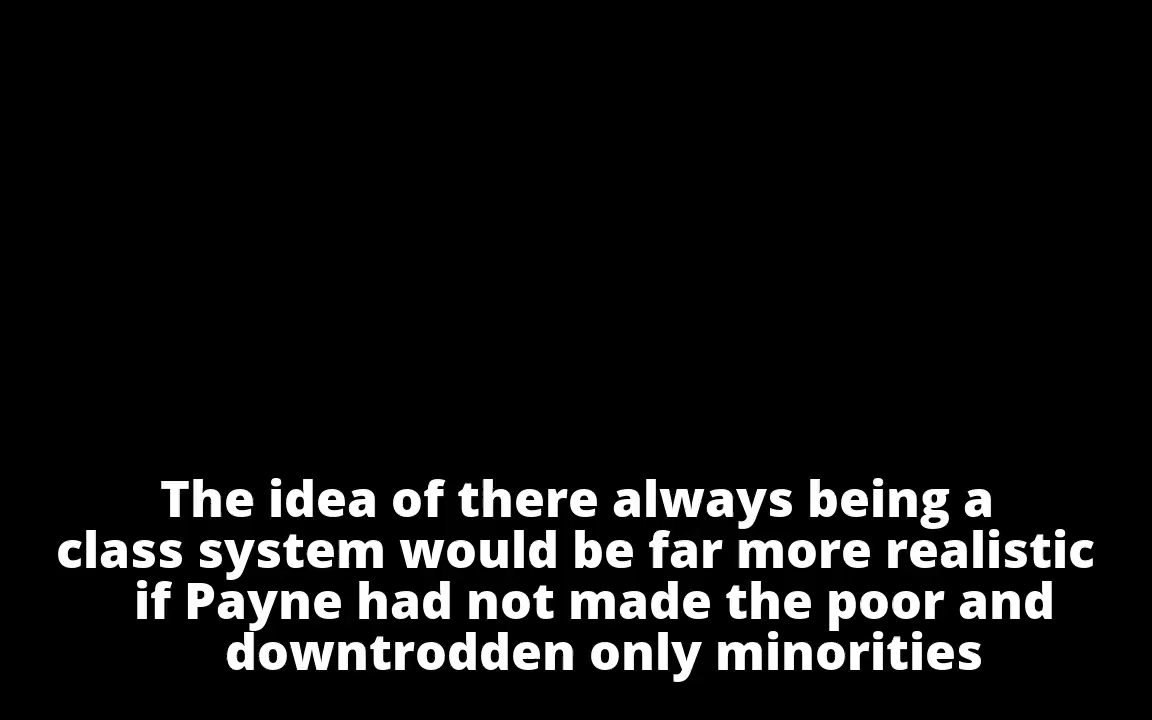 The idea of there always being a
class system would be far more realistic
if Payne had not made the poor and
downtrodden only minorities